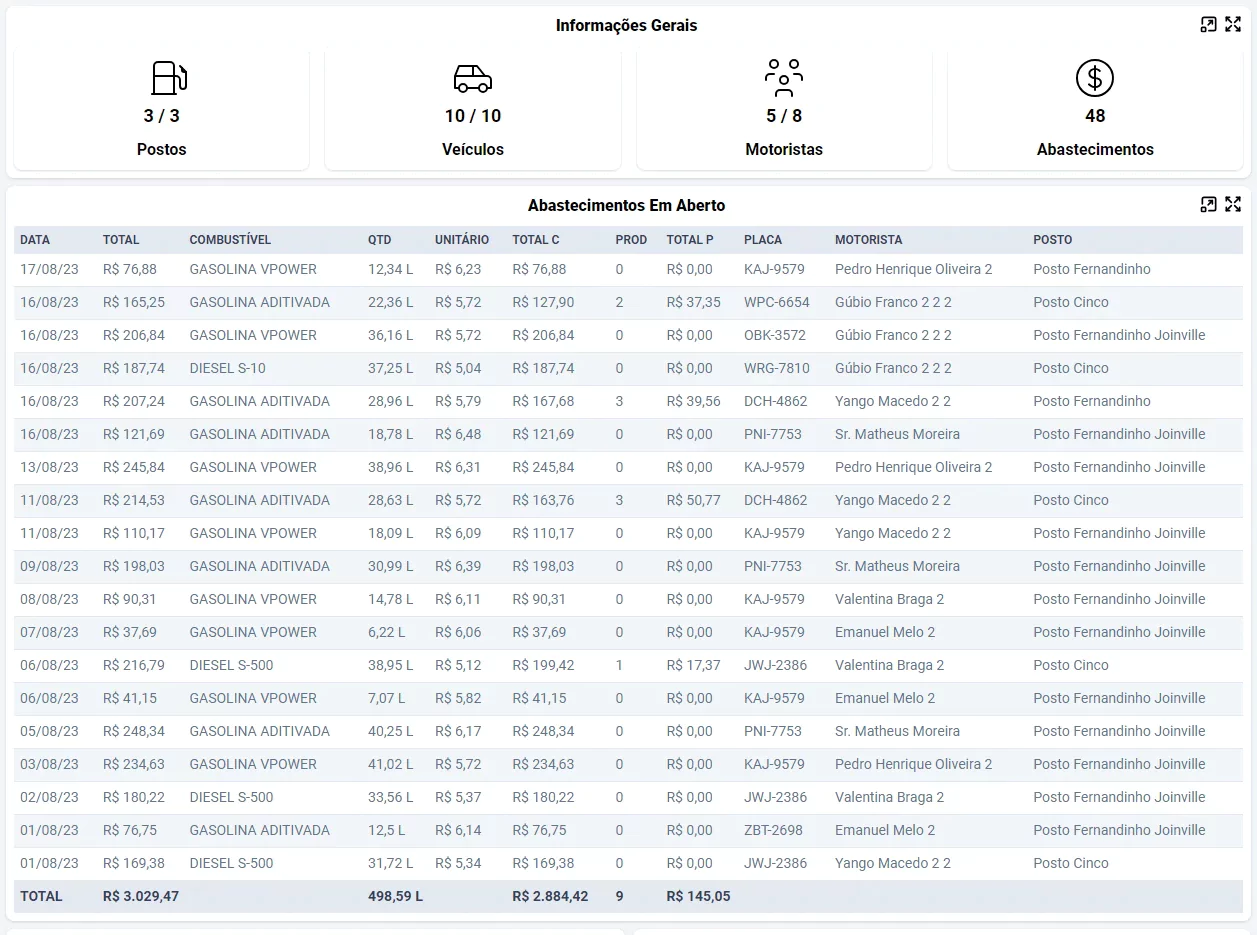 Informações Gerais
3 / 3
Postos
10 / 10
Veículos
5 / 8
Motoristas
48
Abastecimentos
Abastecimentos Em Aberto
DATA TOTAL COMBUSTÍVEL QTD UNITÁRIO TOTAL C PROD TOTAL P PLACA MOTORISTA POSTO
17/08/23 R$ 76,88 GASOLINA VPOWER 12,34 L R$ 6,23 R$ 76,88 0 R$ 0,00 KAJ-9579 Pedro Henrique Oliveira 2 Posto Fernandinho
16/08/23 R$ 165,25 GASOLINA ADITIVADA 22,36 L R$ 5,72 R$ 127,90 2 R$ 37,35 WPC-6654 Gúbio Franco 2 2 2 Posto Cinco
16/08/23 R$ 206,84 GASOLINA VPOWER 36,16 L R$ 5,72 R$ 206,84 0 R$ 0,00 OBK-3572 Gúbio Franco 2 2 2 Posto Fernandinho Joinville
16/08/23 R$ 187,74 DIESEL S-10 37,25 L R$ 5,04 R$ 187,74 0 R$ 0,00 WRG-7810 Gúbio Franco 2 2 2 Posto Cinco
16/08/23 R$ 207,24 GASOLINA ADITIVADA 28,96 L R$ 5,79 R$ 167,68 3 R$ 39,56 DCH-4862 Yango Macedo 2 2 Posto Fernandinho
16/08/23 R$ 121,69 GASOLINA ADITIVADA 18,78 L R$ 6,48 R$ 121,69 0 R$ 0,00 PNI-7753 Sr. Matheus Moreira Posto Fernandinho Joinville
13/08/23 R$ 245,84 GASOLINA VPOWER 38,96 L R$ 6,31 R$ 245,84 0 R$ 0,00 KAJ-9579 Pedro Henrique Oliveira 2 Posto Fernandinho Joinville
11/08/23 R$ 214,53 GASOLINA ADITIVADA 28,63 L R$ 5,72 R$ 163,76 3 R$ 50,77 DCH-4862 Yango Macedo 2 2 Posto Cinco
11/08/23 R$ 110,17 GASOLINA VPOWER 18,09 L R$ 6,09 R$ 110,17 0 R$ 0,00 KAJ-9579 Yango Macedo 2 2 Posto Fernandinho Joinville
09/08/23 R$ 198,03 GASOLINA ADITIVADA 30,99 L R$ 6,39 R$ 198,03 0 R$ 0,00 PNI-7753 Sr. Matheus Moreira Posto Fernandinho Joinville
08/08/23 R$ 90,31 GASOLINA VPOWER 14,78 L R$ 6,11 R$ 90,31 0 R$ 0,00 KAJ-9579 Valentina Braga 2 Posto Fernandinho Joinville
07/08/23 R$ 37,69 GASOLINA VPOWER 6,22 L R$ 6,06 R$ 37,69 0 R$ 0,00 KAJ-9579 Emanuel Melo 2 Posto Fernandinho Joinville
06/08/23 R$ 216,79 DIESEL S-500 38,95 L R$ 5,12 R$ 199,42 1 R$ 17,37 JWJ-2386 Valentina Braga 2 Posto Cinco
06/08/23 R$ 41,15 GASOLINA VPOWER 7,07 L R$ 5,82 R$ 41,15 0 R$ 0,00 KAJ-9579 Emanuel Melo 2 Posto Fernandinho Joinville
05/08/23 R$ 248,34 GASOLINA ADITIVADA 40,25 L R$ 6,17 R$ 248,34 0 R$ 0,00 PNI-7753 Sr. Matheus Moreira Posto Fernandinho Joinville
03/08/23 R$ 234,63 GASOLINA VPOWER 41,02 L R$ 5,72 R$ 234,63 0 R$ 0,00 KAJ-9579 Pedro Henrique Oliveira 2 Posto Fernandinho Joinville
02/08/23 R$ 180,22 DIESEL S-500 33,56 L R$ 5,37 R$ 180,22 0 R$ 0,00 JWJ-2386 Valentina Braga 2 Posto Fernandinho Joinville
01/08/23 R$ 76,75 GASOLINA ADITIVADA 12,5 L R$ 6,14 R$ 76,75 0 R$ 0,00 ZBT-2698 Emanuel Melo 2 Posto Fernandinho Joinville
01/08/23 R$ 169,38 DIESEL S-500 31,72 L R$ 5,34 R$ 169,38 0 R$ 0,00 JWJ-2386 Yango Macedo 2 2 Posto Cinco
TOTAL R$ 3.029,47 498,59 L R$ 2.884,42 9 R$ 145,05